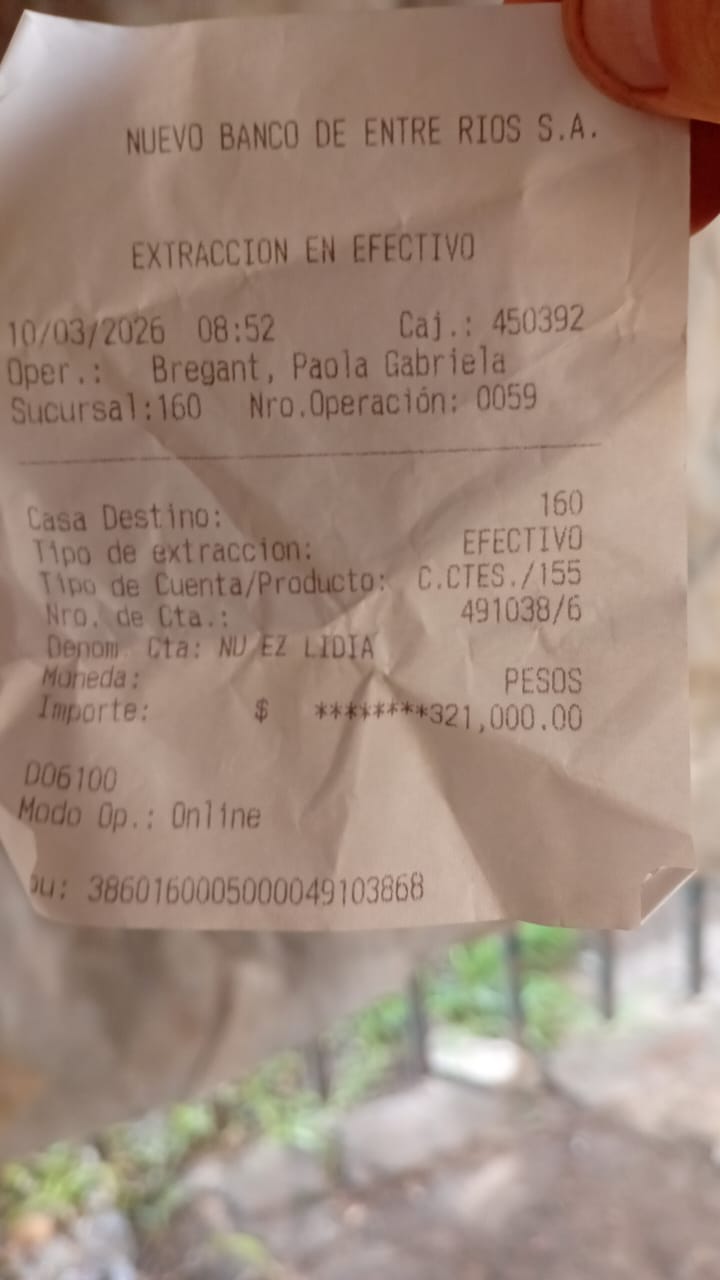 NUEVO BANCO DE ENTRE RIOS S.A.
EXTRACCION EN EFECTIVO
10/03/2026 08:52 Caj.: 450392
Oper.: Bregant, Paola Gabriela
Sucursal:160 Nro.Operación: 0059
Casa Destino: 160
Tipo de extraccion: EFECTIVO
Tipo de Cuenta/Producto: C.CTES./155
Nro. de Cta.: 491038/6
Denom. Cta: NU EZ LIDIA
Moneda: PESOS
Importe: $ ********321,000.00
D06100
Modo Op.: Online
bu: 3860160005000049103868